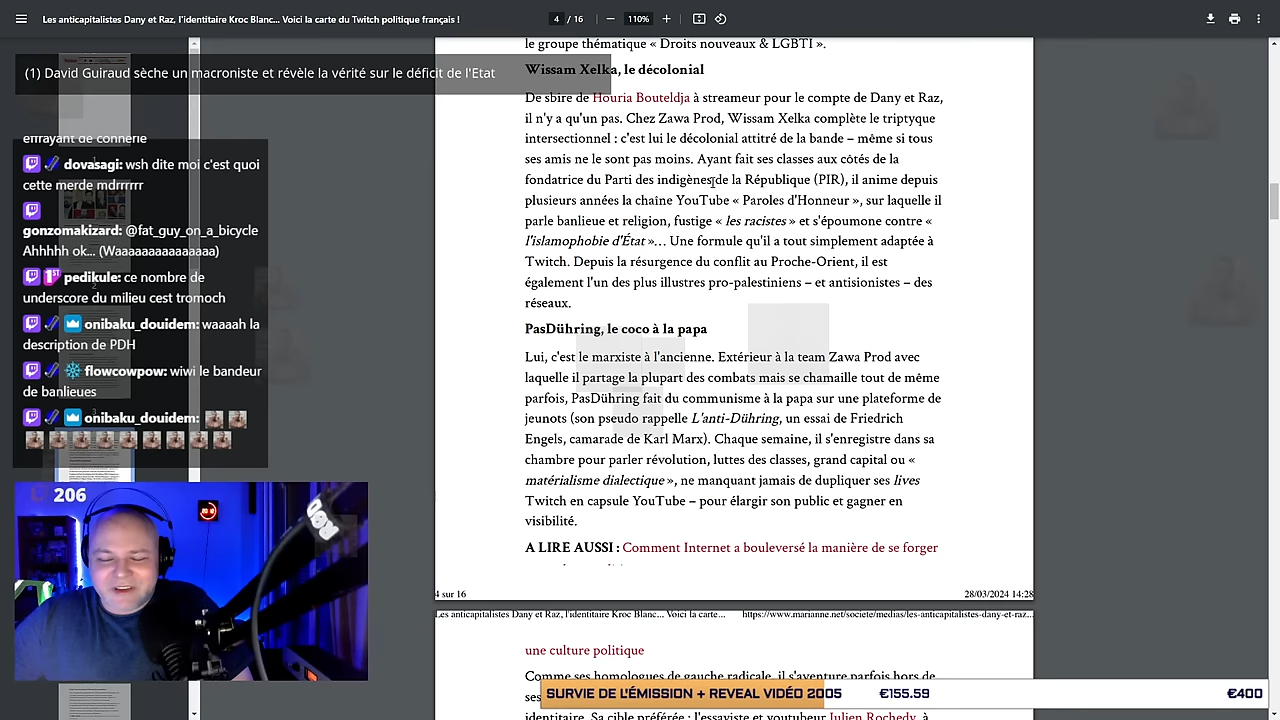 Les anticapitalistes Dany et Raz, l'identitaire Kroc Blanc... Voici la carte du Twitch politique français !
4 / 16
110%
(1) David Guiraud sèche un macroniste et révèle la vérité sur le déficit de l'Etat
effrayant de connerie
dovasagi: wsh dite moi c'est quoi
cette merde mdrrrrrr
gonzomakizard: @fat_guy_on_a_bicycle
Ahhhhh ok... (Waaaaaaaaaaaaaa)
pedikule: ce nombre de
underscore du milieu cest tromoch
onibaku_douidem: waaaah la
description de PDH
flowcowpow: wiwi le bandeur
de banlieues
onibaku_douidem:
206
le groupe thématique « Droits nouveaux & LGBTI ».
Wissam Xelka, le décolonial
De sbire de Houria Bouteldja à streameur pour le compte de Dany et Raz,
il n'y a qu'un pas. Chez Zawa Prod, Wissam Xelka complète le triptyque
intersectionnel : c'est lui le décolonial attitré de la bande – même si tous
ses amis ne le sont pas moins. Ayant fait ses classes aux côtés de la
fondatrice du Parti des indigènes de la République (PIR), il anime depuis
plusieurs années la chaîne YouTube « Paroles d'Honneur », sur laquelle il
parle banlieue et religion, fustige « les racistes » et s'époumone contre «
l'islamophobie d'État »… Une formule qu'il a tout simplement adaptée à
Twitch. Depuis la résurgence du conflit au Proche-Orient, il est
également l'un des plus illustres pro-palestiniens – et antisionistes – des
réseaux.
PasDühring, le coco à la papa
Lui, c'est le marxiste à l'ancienne. Extérieur à la team Zawa Prod avec
laquelle il partage la plupart des combats mais se chamaille tout de même
parfois, PasDühring fait du communisme à la papa sur une plateforme de
jeunots (son pseudo rappelle L'anti-Dühring, un essai de Friedrich
Engels, camarade de Karl Marx). Chaque semaine, il s'enregistre dans sa
chambre pour parler révolution, luttes des classes, grand capital ou «
matérialisme dialectique », ne manquant jamais de dupliquer ses lives
Twitch en capsule YouTube – pour élargir son public et gagner en
visibilité.
A LIRE AUSSI : Comment Internet a bouleversé la manière de se forger
4 sur 16
28/03/2024 14:28
Les anticapitalistes Dany et Raz, l'identitaire Kroc Blanc... Voici la carte...
https://www.marianne.net/societe/medias/les-anticapitalistes-dany-et-raz...
une culture politique
Comme ses homologues de gauche radicale, il s'aventure parfois hors de
ses
identitaire. Sa cible préférée : l'essayiste et youtubeur Julien Rochedy, à
SURVIE DE L'ÉMISSION + REVEAL VIDÉO 2005
€155.59
€400